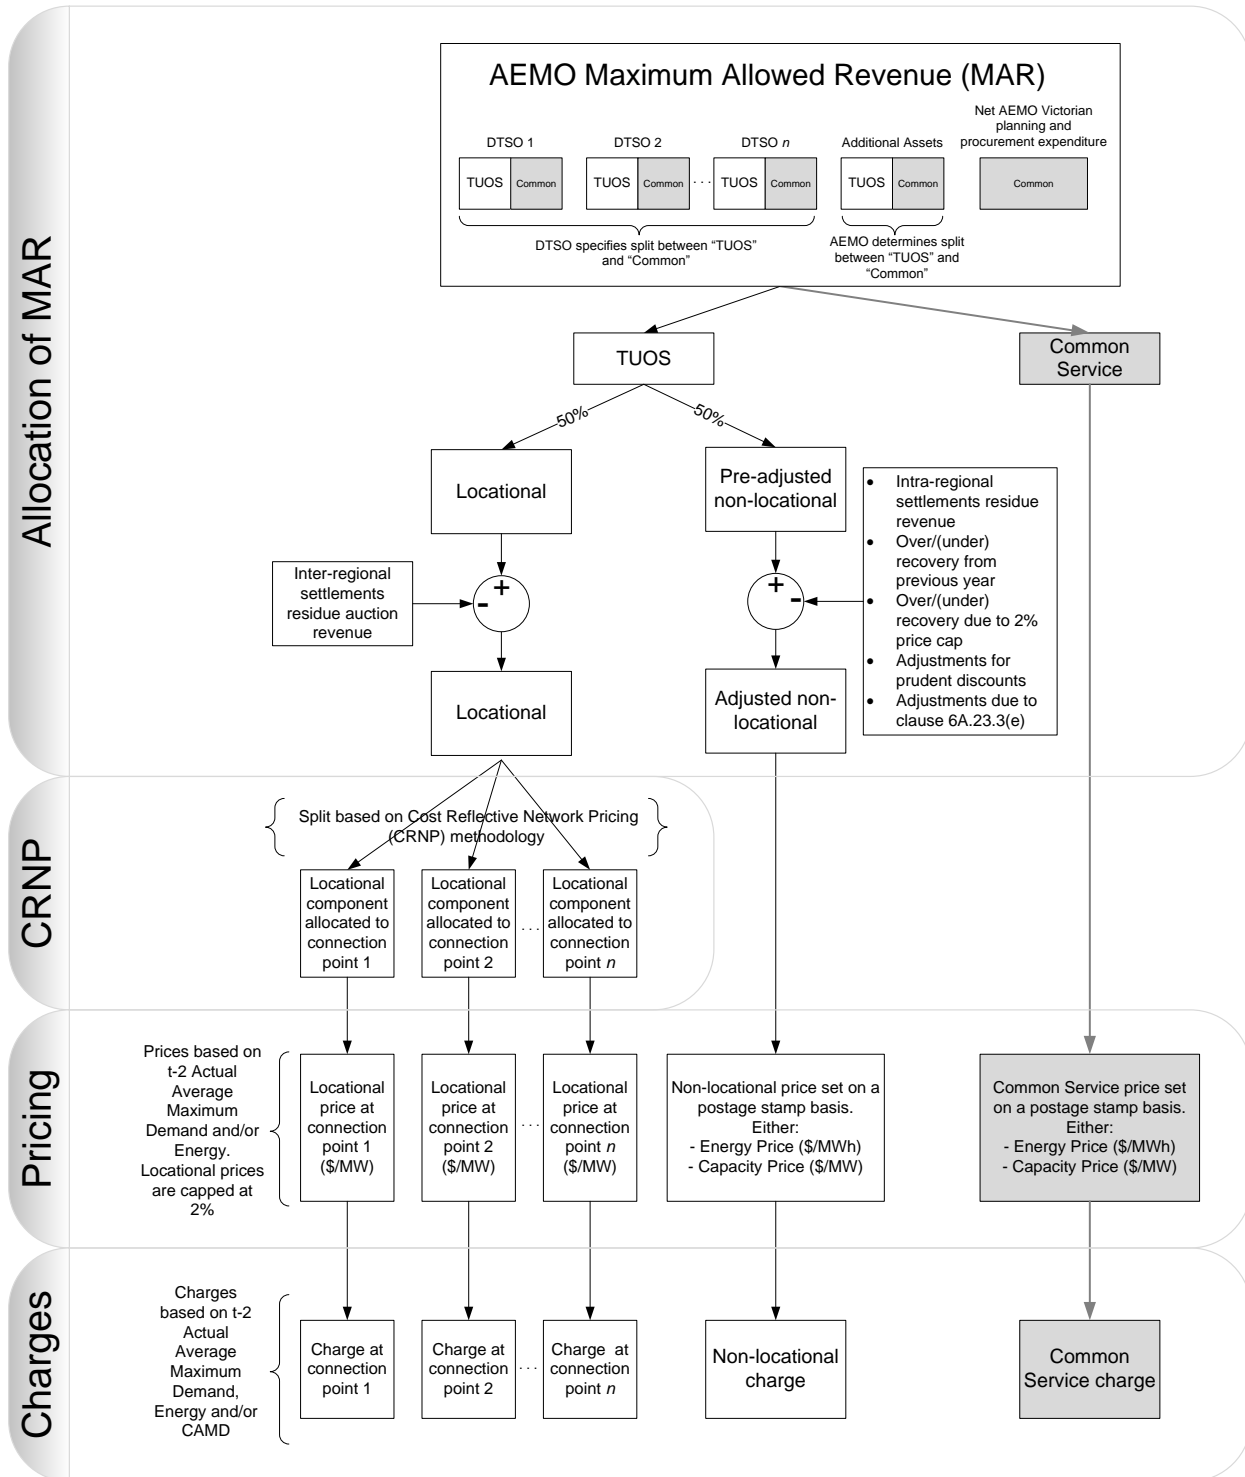 Allocation of MAR
AEMO Maximum Allowed Revenue (MAR)
Net AEMO Victorian
planning and
procurement expenditure
DTSO 1
DTSO 2
DTSO n
Additional Assets
TUOS
Common
TUOS
Common
. . .
TUOS
Common
TUOS
Common
Common
DTSO specifies split between “TUOS”
and “Common”
AEMO determines split
between “TUOS” and
“Common”
TUOS
Common
Service
50%
50%
Locational
Pre-adjusted
non-locational
• Intra-regional
settlements residue
revenue
• Over/(under)
recovery from
previous year
• Over/(under)
recovery due to 2%
price cap
• Adjustments for
prudent discounts
• Adjustments due to
clause 6A.23.3(e)
Inter-regional
settlements
residue auction
revenue
+
-
+
-
Locational
Adjusted non-
locational
CRNP
Split based on Cost Reflective Network Pricing
(CRNP) methodology
Locational
component
allocated to
connection
point 1
Locational
component
allocated to
connection
point 2
. . .
Locational
component
allocated to
connection
point n
Pricing
Prices based on
t-2 Actual
Average
Maximum
Demand and/or
Energy.
Locational prices
are capped at
2%
Locational
price at
connection
point 1
($/MW)
Locational
price at
connection
point 2
($/MW)
. . .
Locational
price at
connection
point n
($/MW)
Non-locational price set on a
postage stamp basis.
Either:
- Energy Price ($/MWh)
- Capacity Price ($/MW)
Common Service price set
on a postage stamp basis.
Either:
- Energy Price ($/MWh)
- Capacity Price ($/MW)
Charges
Charges
based on t-2
Actual
Average
Maximum
Demand,
Energy and/or
CAMD
Charge at
connection
point 1
Charge at
connection
point 2
. . .
Charge at
connection
point n
Non-locational
charge
Common
Service charge